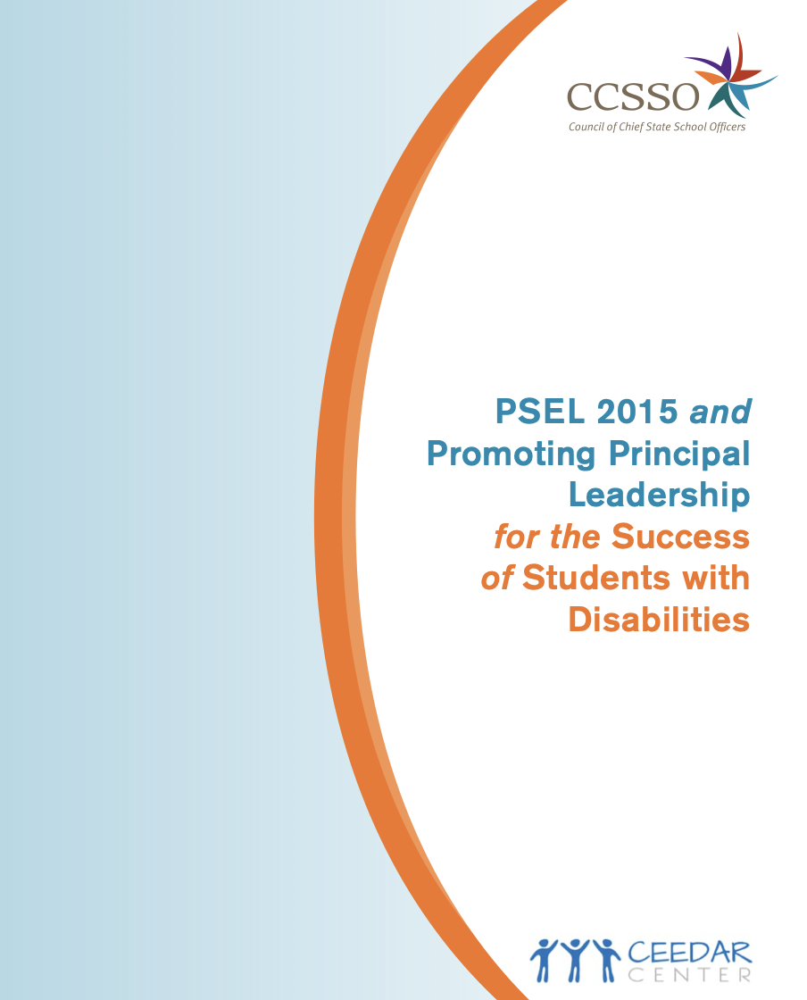 CCSSO
Council of Chief State School Officers
PSEL 2015 and
Promoting Principal
Leadership
for the Success
of Students with
Disabilities
CEEDAR
CENTER